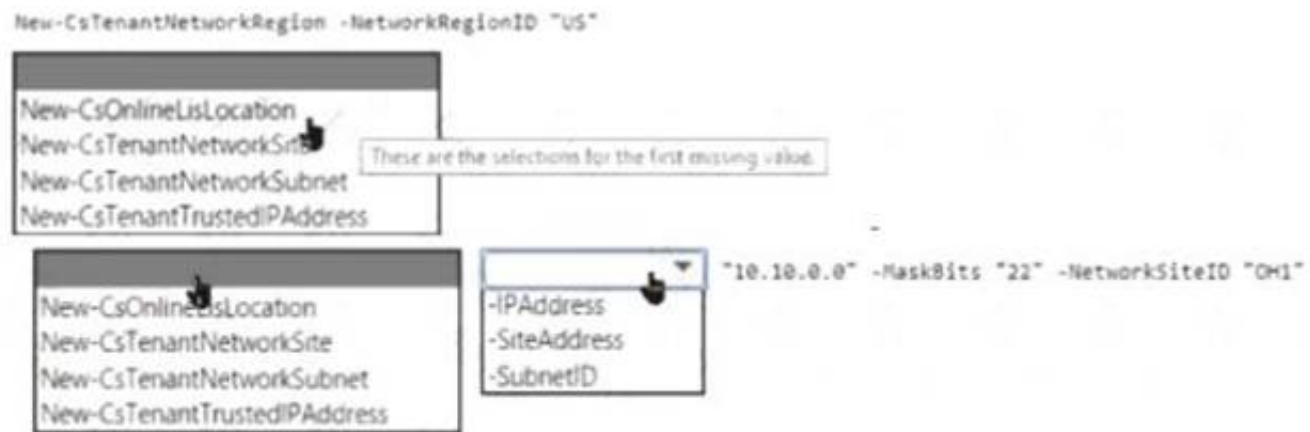 New-CsTenantNetworkRegion -NetworkRegionID "US"
New-CsOnlineLisLocation
New-CsTenantNetworkSite
These are the selections for the first missing value.
New-CsTenantNetworkSubnet
New-CsTenantTrustedIPAddress
-
"10.10.0.0" -MaskBits "22" -NetworkSiteID "OH1"
New-CsOnlineLisLocation
New-CsTenantNetworkSite
New-CsTenantNetworkSubnet
New-CsTenantTrustedIPAddress
-IPAddress
-SiteAddress
-SubnetID